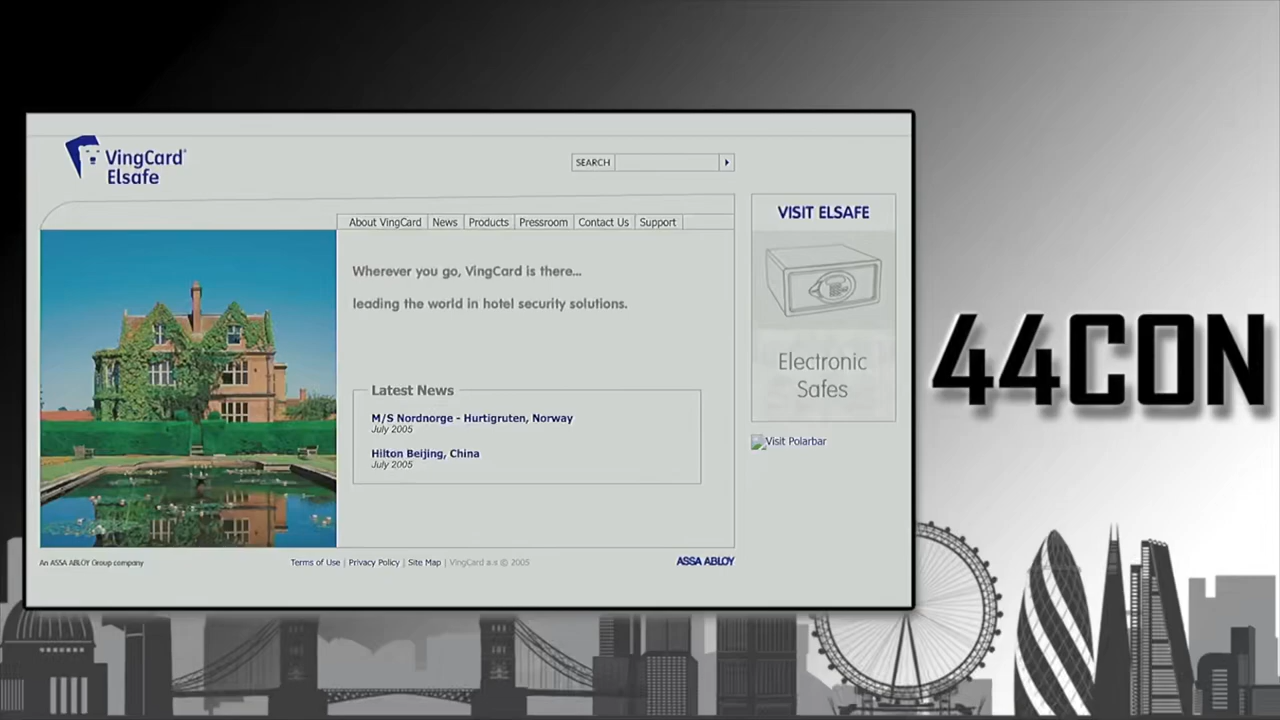 VingCard®
Elsafe
SEARCH
VISIT ELSAFE
About VingCard News Products Pressroom Contact Us Support
Wherever you go, VingCard is there...
leading the world in hotel security solutions.
Electronic
Safes
Latest News
M/S Nordnorge - Hurtigruten, Norway
July 2005
Hilton Beijing, China
July 2005
Visit Polarbar
An ASSA ABLOY Group company
Terms of Use | Privacy Policy | Site Map | VingCard a.s © 2005
ASSA ABLOY
44CON